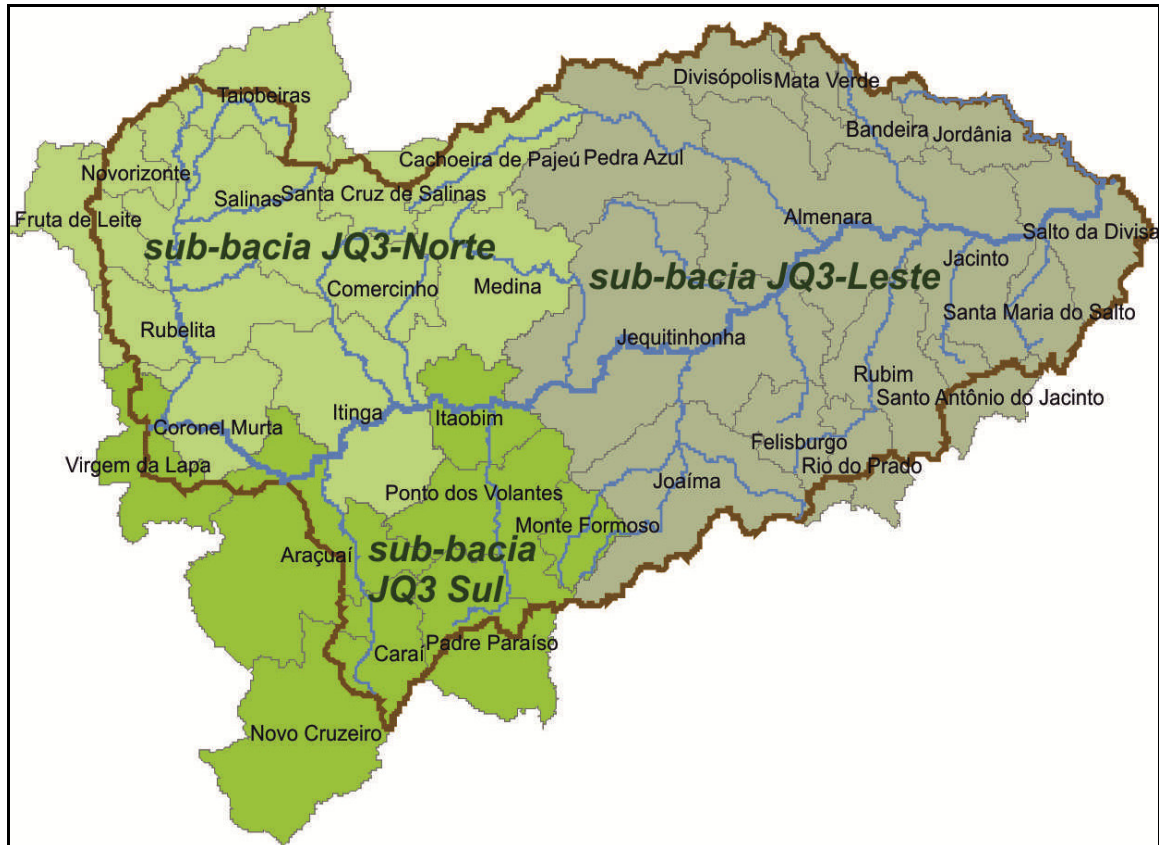 Divisópolis
Mata Verde
Taiobeiras
Bandeira
Jordânia
Cachoeira de Pajeú
Pedra Azul
Novorizonte
Salinas
Santa Cruz de Salinas
Fruta de Leite
Almenara
Salto da Divisa
sub-bacia JQ3-Norte
sub-bacia JQ3-Leste
Jacinto
Comercinho
Medina
Santa Maria do Salto
Rubelita
Jequitinhonha
Rubim
Santo Antônio do Jacinto
Itinga
Itaobim
Coronel Murta
Felisburgo
Virgem da Lapa
Rio do Prado
Ponto dos Volantes
Joaíma
Monte Formoso
Araçuaí
sub-bacia
JQ3 Sul
Padre Paraíso
Caraí
Novo Cruzeiro